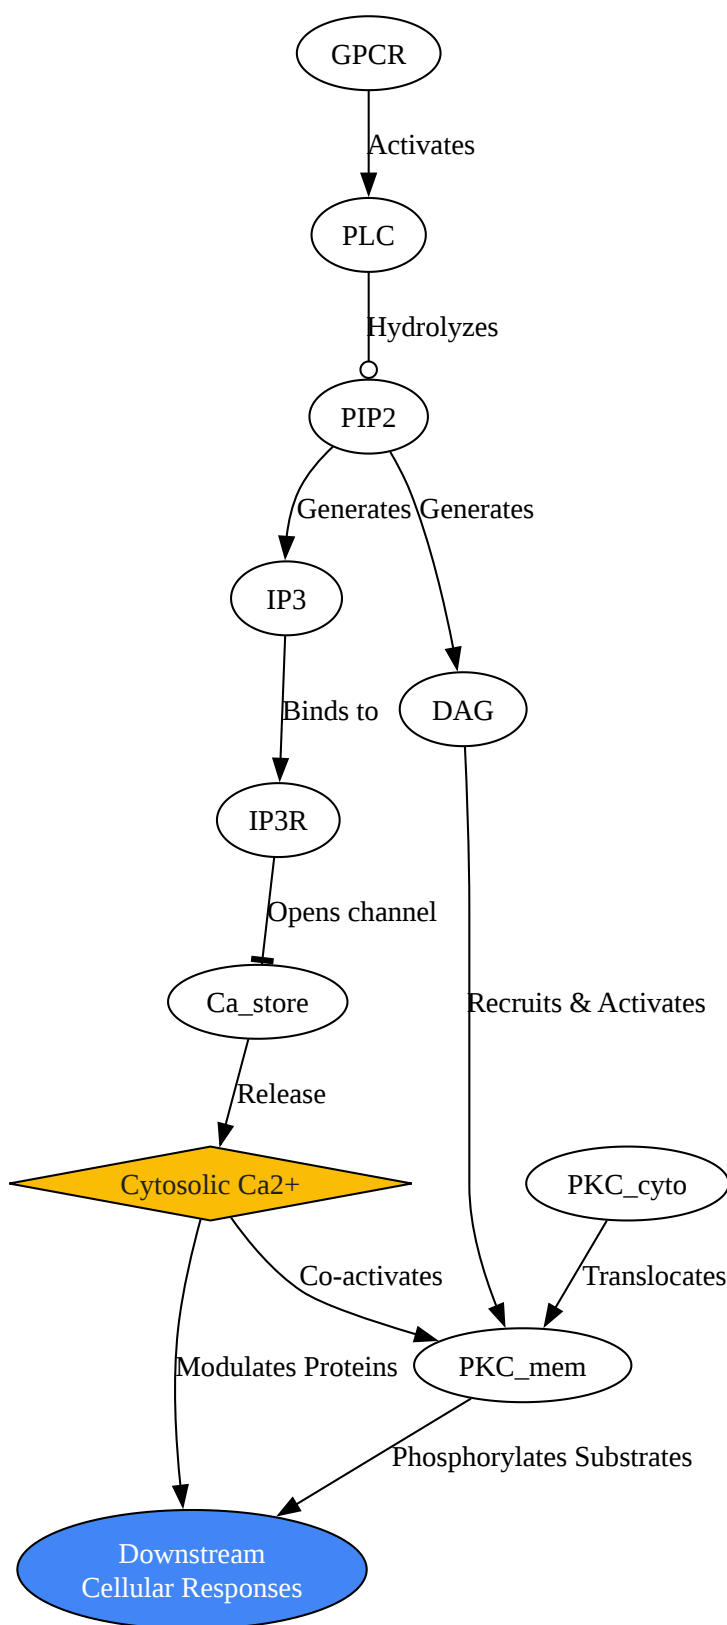 GPCR
Activates
PLC
Hydrolyzes
PIP2
Generates
Generates
IP3
Binds to
DAG
IP3R
Opens channel
Ca_store
Recruits & Activates
Release
Cytosolic Ca2+
PKC_cyto
Co-activates
Translocates
Modulates Proteins
PKC_mem
Phosphorylates Substrates
Downstream
Cellular Responses